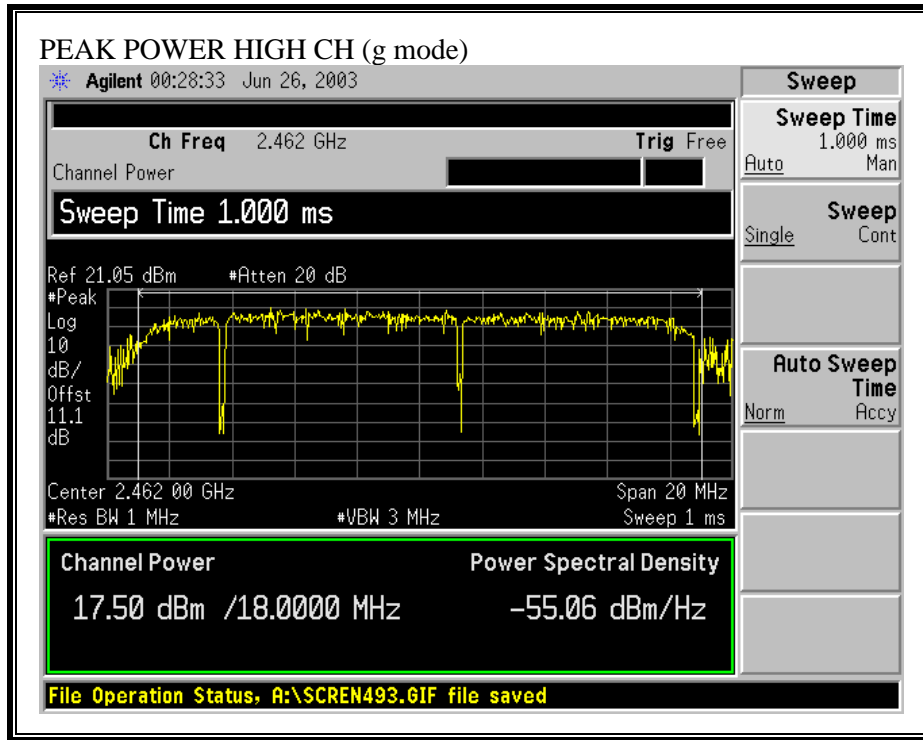 PEAK POWER HIGH CH (g mode)
Agilent 00:28:33 Jun 26, 2003
Sweep
Ch Freq 2.462 GHz Trig Free
Channel Power
Sweep Time 1.000 ms
Ref 21.05 dBm #Atten 20 dB
#Peak
Log
10
dB/
Offst
11.1
dB
Center 2.462 00 GHz Span 20 MHz
#Res BW 1 MHz #VBW 3 MHz Sweep 1 ms
Channel Power Power Spectral Density
17.50 dBm /18.0000 MHz -55.06 dBm/Hz
File Operation Status, A:\SCREN493.GIF file saved
Sweep Time
1.000 ms
Auto Man
Sweep
Single Cont
Auto Sweep
Time
Norm Accy